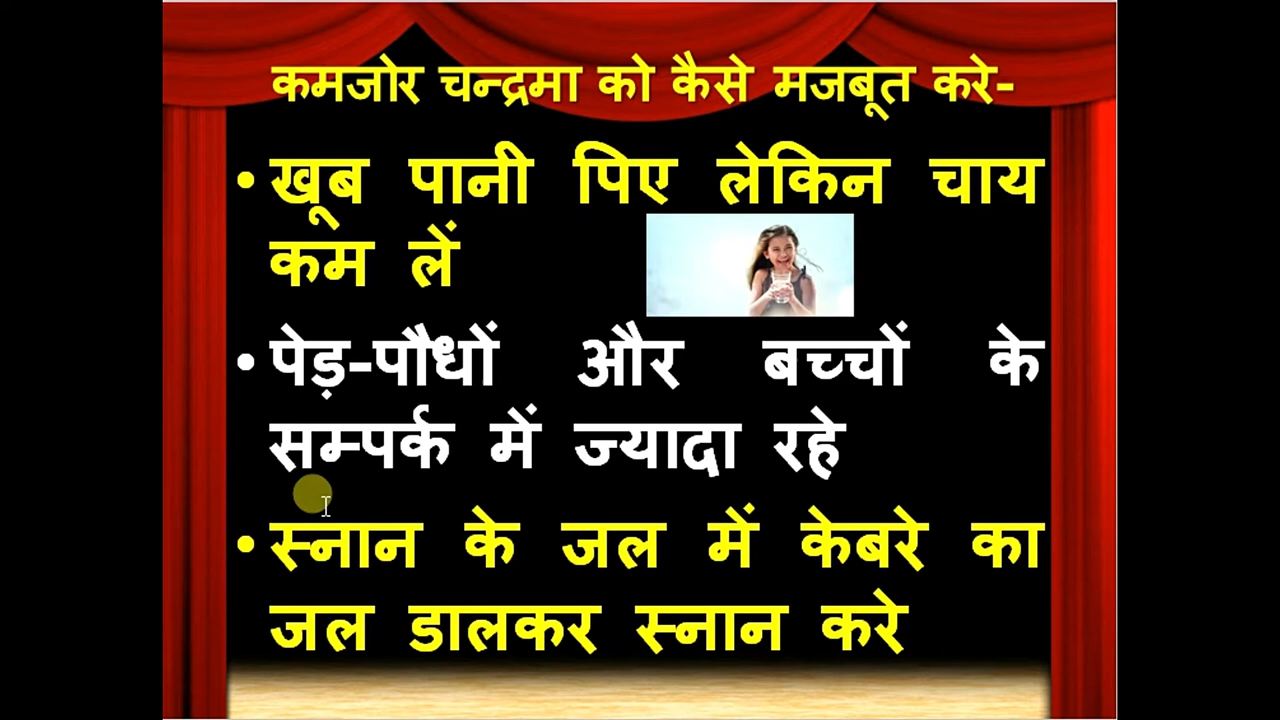 कमजोर चन्द्रमा को कैसे मजबूत करे-
• खूब पानी पिए लेकिन चाय
कम लें
• पेड़-पौधों और बच्चों के
सम्पर्क में ज्यादा रहे
• स्नान के जल में केबरे का
जल डालकर स्नान करे